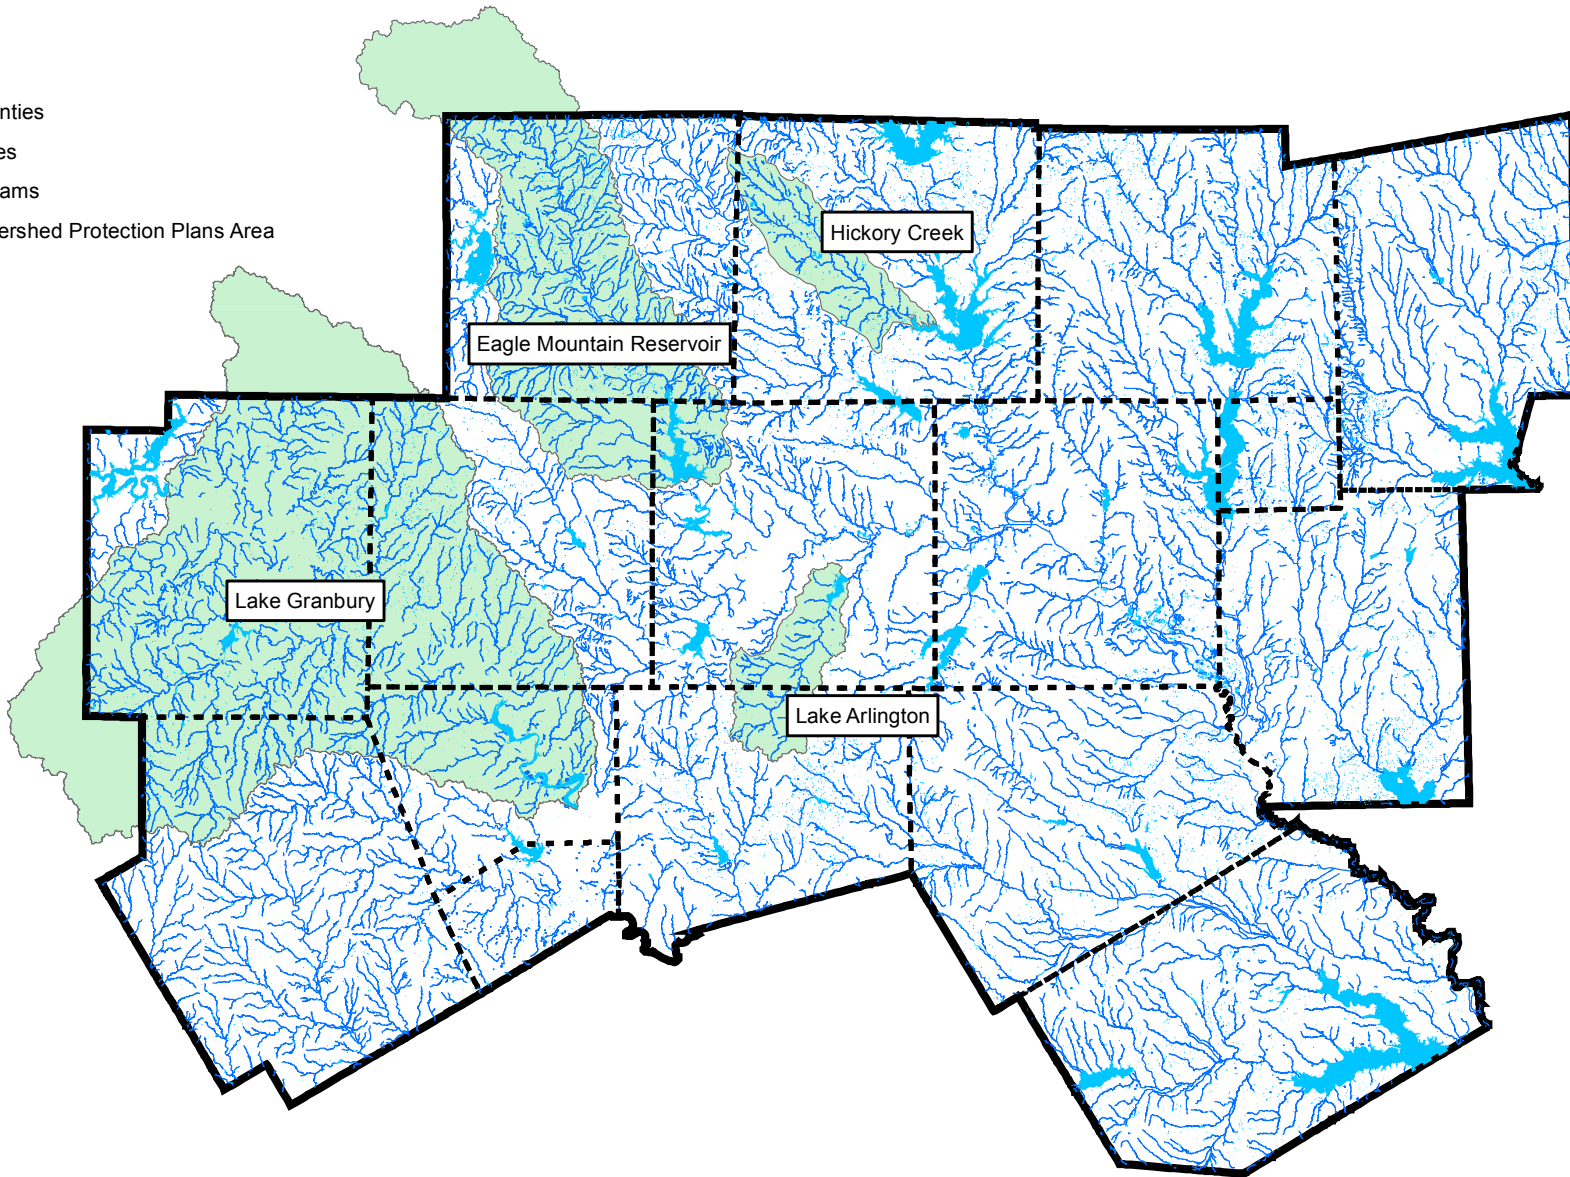 nties
es
ams
ershed Protection Plans Area
Hickory Creek
Eagle Mountain Reservoir
Lake Granbury
Lake Arlington